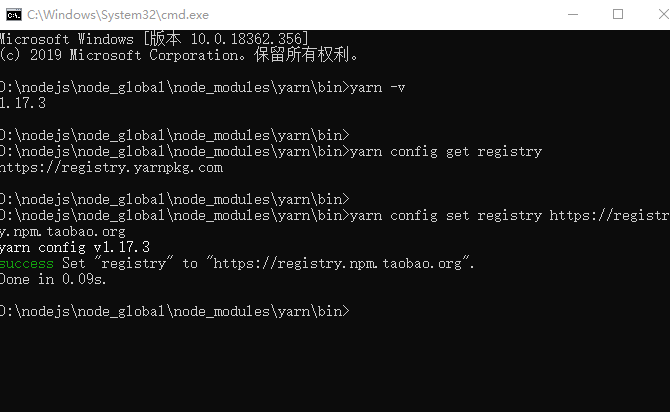 C:\Windows\System32\cmd.exe
Microsoft Windows [版本 10.0.18362.356]
(c) 2019 Microsoft Corporation。保留所有权利。
D:\nodejs\node_global\node_modules\yarn\bin>yarn -v
1.17.3
D:\nodejs\node_global\node_modules\yarn\bin>
D:\nodejs\node_global\node_modules\yarn\bin>yarn config get registry
https://registry.yarnpkg.com
D:\nodejs\node_global\node_modules\yarn\bin>
D:\nodejs\node_global\node_modules\yarn\bin>yarn config set registry https://registr
y.npm.taobao.org
yarn config v1.17.3
success Set "registry" to "https://registry.npm.taobao.org".
Done in 0.09s.
D:\nodejs\node_global\node_modules\yarn\bin>